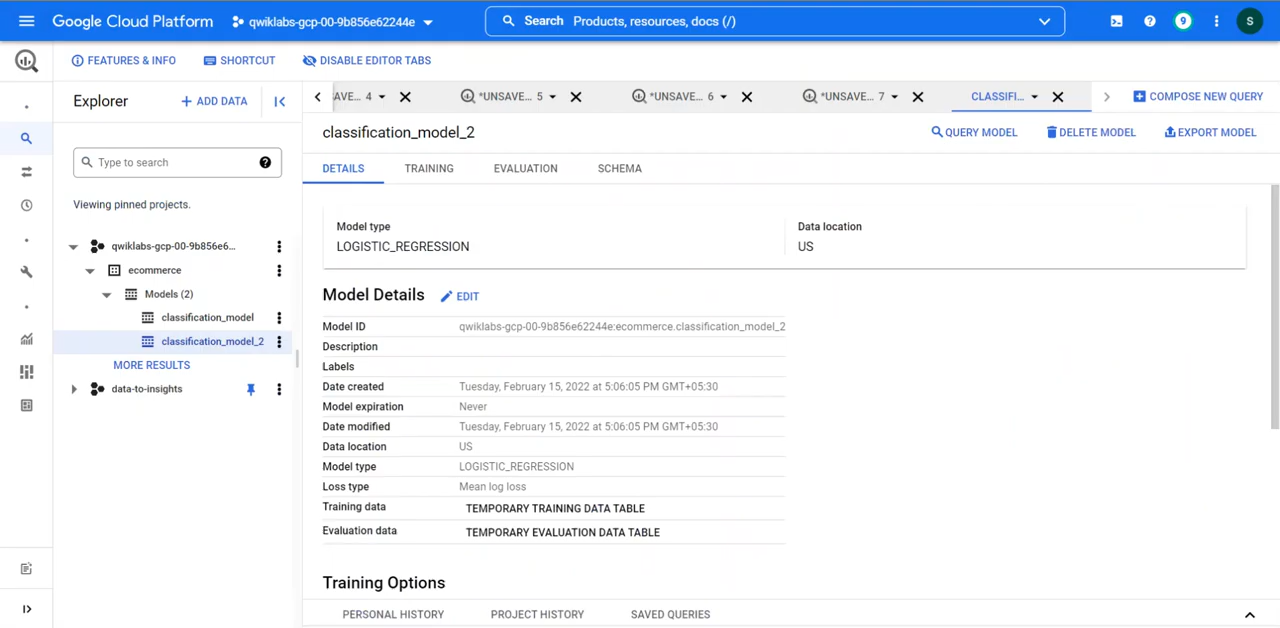 Google Cloud Platform
qwiklabs-gcp-00-9b856e62244e
Search Products, resources, docs (/)
9
S
FEATURES & INFO
SHORTCUT
DISABLE EDITOR TABS
Explorer
+ ADD DATA
AVE... 4
*UNSAVE... 5
*UNSAVE... 6
*UNSAVE... 7
CLASSIFI...
COMPOSE NEW QUERY
classification_model_2
QUERY MODEL
DELETE MODEL
EXPORT MODEL
Type to search
DETAILS
TRAINING
EVALUATION
SCHEMA
Viewing pinned projects.
qwiklabs-gcp-00-9b856e6...
ecommerce
Models (2)
classification_model
classification_model_2
MORE RESULTS
data-to-insights
Model type
LOGISTIC_REGRESSION
Data location
US
Model Details
EDIT
Model ID qwiklabs-gcp-00-9b856e62244e:ecommerce.classification_model_2
Description
Labels
Date created Tuesday, February 15, 2022 at 5:06:05 PM GMT+05:30
Model expiration Never
Date modified Tuesday, February 15, 2022 at 5:06:05 PM GMT+05:30
Data location US
Model type LOGISTIC_REGRESSION
Loss type Mean log loss
Training data TEMPORARY TRAINING DATA TABLE
Evaluation data TEMPORARY EVALUATION DATA TABLE
Training Options
PERSONAL HISTORY
PROJECT HISTORY
SAVED QUERIES